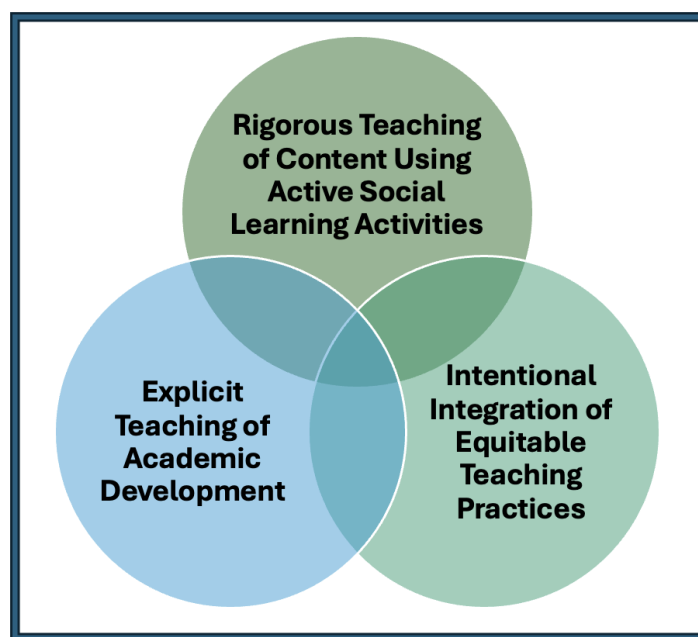 Rigorous Teaching
of Content Using
Active Social
Learning Activities
Explicit
Teaching of
Academic
Development
Intentional
Integration of
Equitable
Teaching
Practices